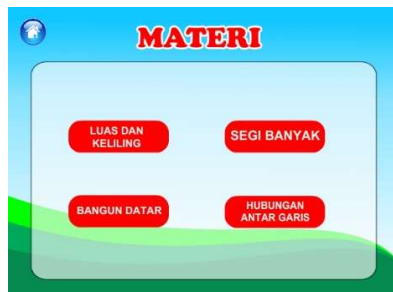 MATERI
LUAS DAN
KELILING
SEGI BANYAK
BANGUN DATAR
HUBUNGAN
ANTAR GARIS